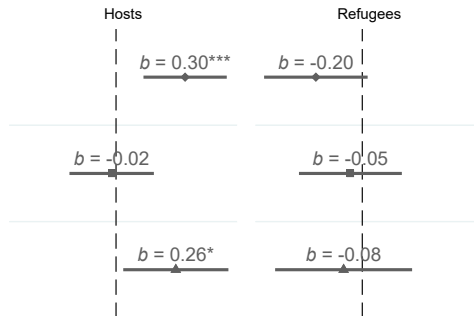 Hosts Refugees
b = 0.30*** b = -0.20
b = -0.02 b = -0.05
b = 0.26* b = -0.08